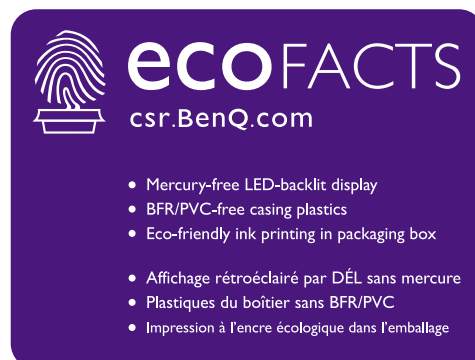 ecoFACTS
csr.BenQ.com
• Mercury-free LED-backlit display
• BFR/PVC-free casing plastics
• Eco-friendly ink printing in packaging box
• Affichage rétroéclairé par DÉL sans mercure
• Plastiques du boîtier sans BFR/PVC
• Impression à l'encre écologique dans l'emballage